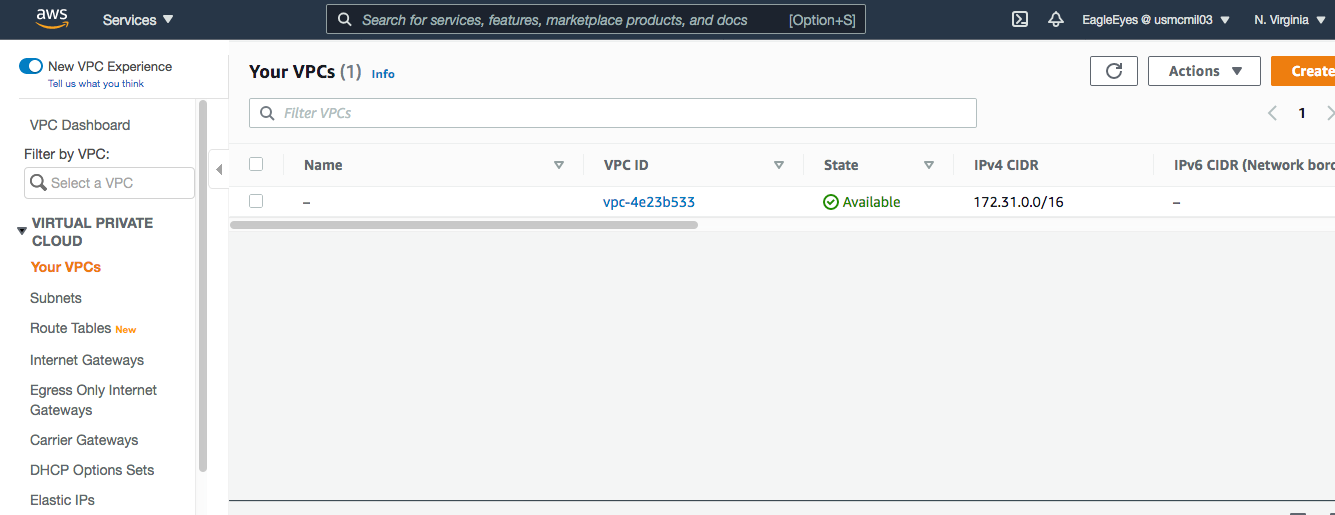 aws
Services ▼
Search for services, features, marketplace products, and docs [Option+S]
EagleEyes @ usmcmil03 ▼
N. Virginia ▼
New VPC Experience
Tell us what you think
VPC Dashboard
Filter by VPC:
Select a VPC
VIRTUAL PRIVATE
CLOUD
Your VPCs
Subnets
Route Tables New
Internet Gateways
Egress Only Internet
Gateways
Carrier Gateways
DHCP Options Sets
Elastic IPs
Your VPCs (1) Info
Actions ▼
Create
Filter VPCs
1
Name VPC ID State IPv4 CIDR IPv6 CIDR (Network bord
– vpc-4e23b533 Available 172.31.0.0/16 –